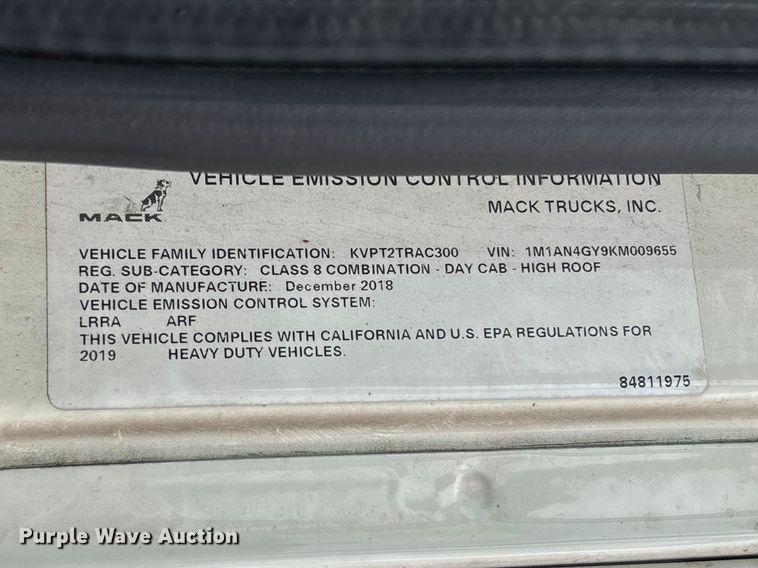 VEHICLE EMISSION CONTROL INFORMATION
MACK
MACK TRUCKS, INC.
VEHICLE FAMILY IDENTIFICATION: KVPT2TRAC300 VIN: 1M1AN4GY9KM009655
REG. SUB-CATEGORY: CLASS 8 COMBINATION - DAY CAB - HIGH ROOF
DATE OF MANUFACTURE: December 2018
VEHICLE EMISSION CONTROL SYSTEM:
LRRA ARF
THIS VEHICLE COMPLIES WITH CALIFORNIA AND U.S. EPA REGULATIONS FOR
2019 HEAVY DUTY VEHICLES.
84811975
Purple Wave Auction